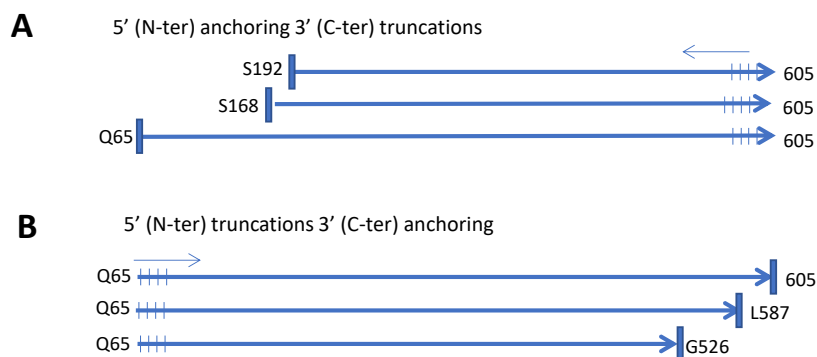 A 5’ (N-ter) anchoring 3’ (C-ter) truncations
S192 605
S168 605
Q65 605
B 5’ (N-ter) truncations 3’ (C-ter) anchoring
Q65 605
Q65 L587
Q65 G526